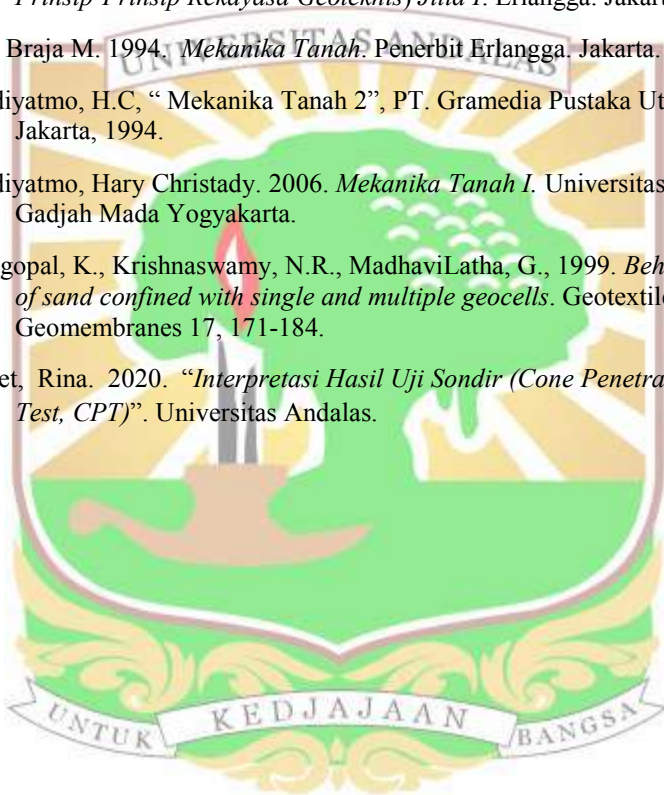 Prinsip-Prinsip Rekayasa Geoteknis) Jilid I. Erlangga. Jakarta
Braja M. 1994. Mekanika Tanah. Penerbit Erlangga. Jakarta.
UNIVERSITAS ANDALAS
diyatmo, H.C, “ Mekanika Tanah 2”, PT. Gramedia Pustaka Ut
Jakarta, 1994.
diyatmo, Hary Christady. 2006. Mekanika Tanah I. Universitas
Gadjah Mada Yogyakarta.
gopal, K., Krishnaswamy, N.R., MadhaviLatha, G., 1999. Beh
of sand confined with single and multiple geocells. Geotextile
Geomembranes 17, 171-184.
et, Rina. 2020. “Interpretasi Hasil Uji Sondir (Cone Penetra
Test, CPT)”. Universitas Andalas.
UNTUK KEDJAJAAN BANGSA